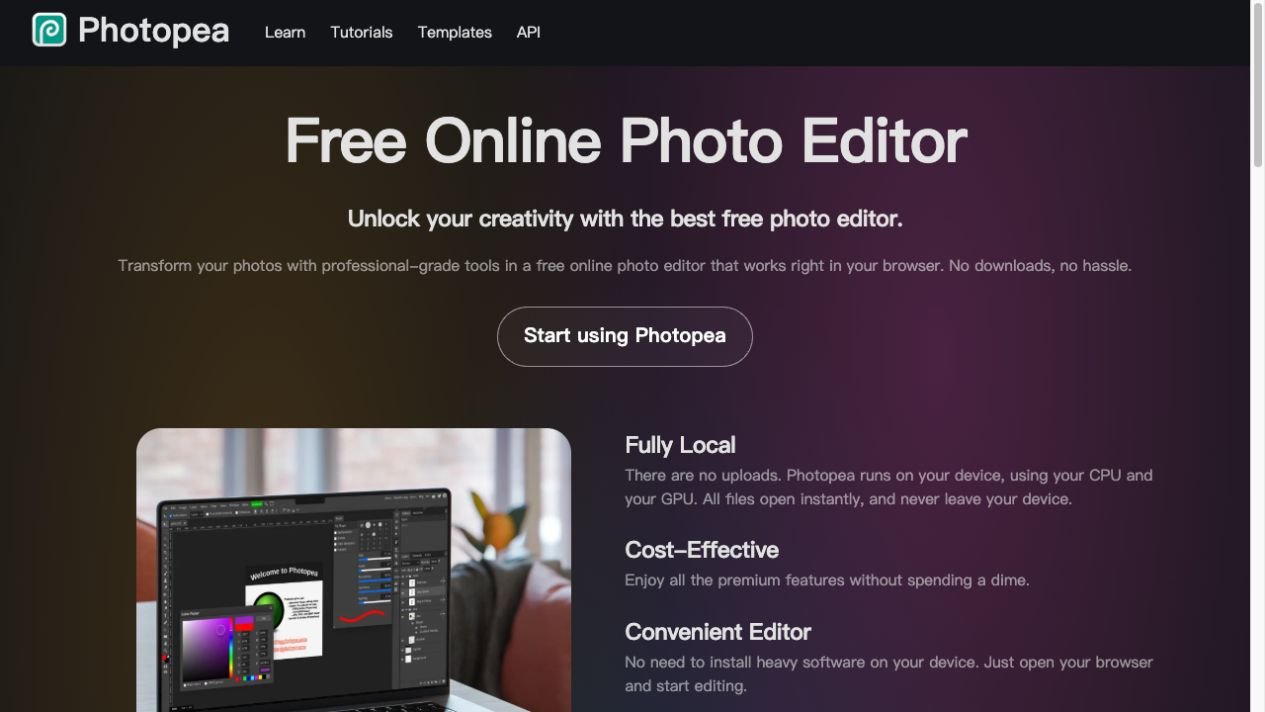 Photopea
Learn
Tutorials
Templates
API
Free Online Photo Editor
Unlock your creativity with the best free photo editor.
Transform your photos with professional-grade tools in a free online photo editor that works right in your browser. No downloads, no hassle.
Start using Photopea
Fully Local
There are no uploads. Photopea runs on your device, using your CPU and
your GPU. All files open instantly, and never leave your device.
Cost-Effective
Enjoy all the premium features without spending a dime.
Convenient Editor
No need to install heavy software on your device. Just open your browser
and start editing.
Welcome to Photopea